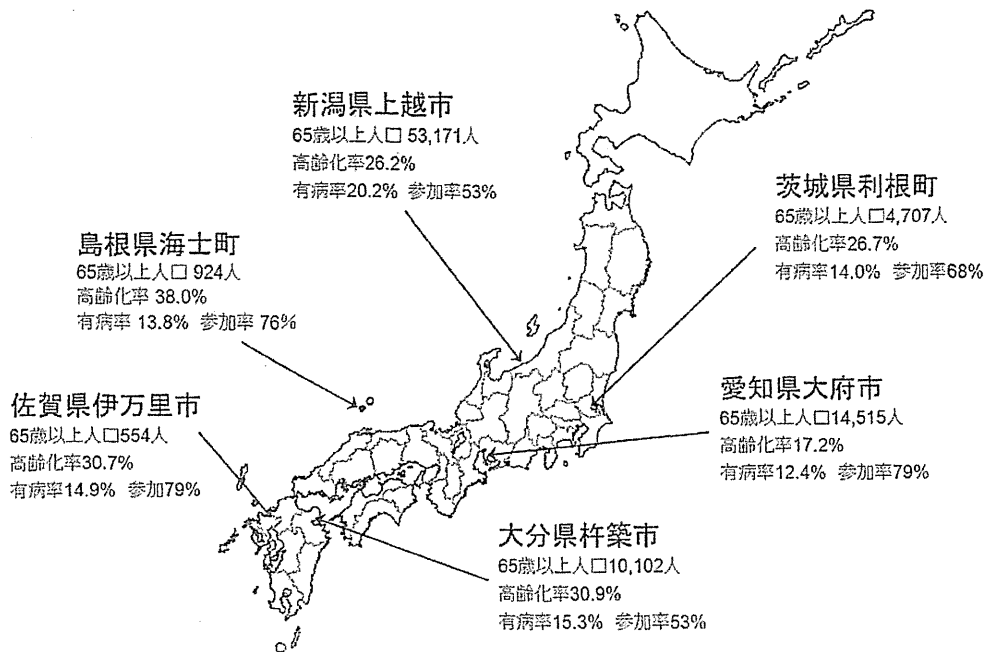 新潟県上越市
65歳以上人口 53,171人
高齢化率26.2%
有病率20.2% 参加率53%
茨城県利根町
65歳以上人口4,707人
高齢化率26.7%
有病率14.0% 参加率68%
島根県海士町
65歳以上人口 924人
高齢化率 38.0%
有病率 13.8% 参加率 76%
愛知県大府市
65歳以上人口14,515人
高齢化率17.2%
有病率12.4% 参加率79%
佐賀県伊万里市
65歳以上人口554人
高齢化率30.7%
有病率14.9% 参加79%
大分県杵築市
65歳以上人口10,102人
高齢化率30.9%
有病率15.3% 参加率53%